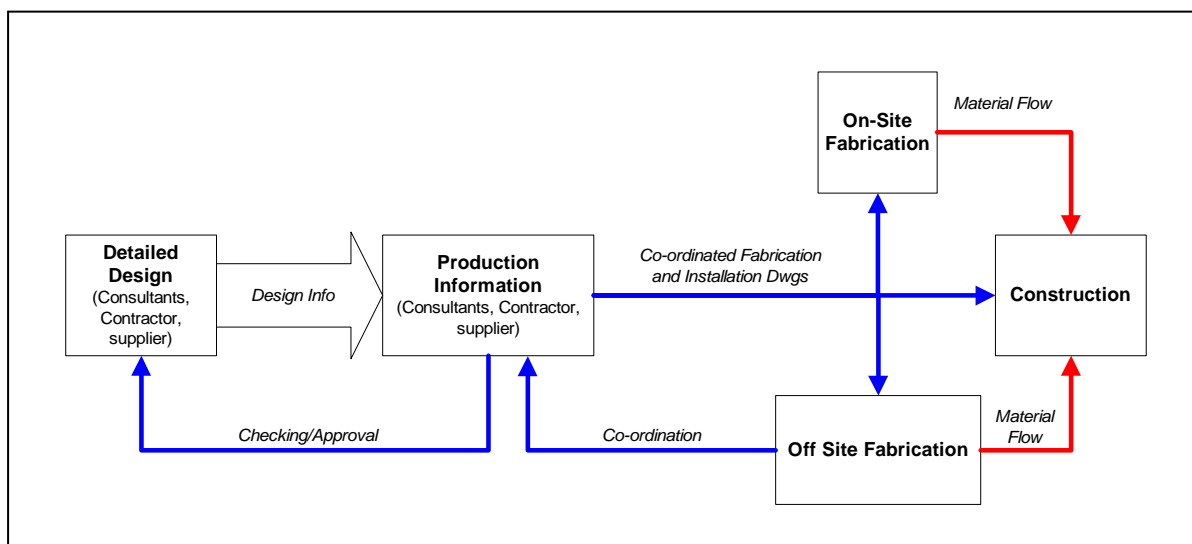 On-Site
Fabrication
Material Flow
Detailed
Design
(Consultants,
Contractor,
supplier)
Design Info
Production
Information
(Consultants, Contractor,
supplier)
Co-ordinated Fabrication
and Installation Dwgs
Construction
Checking/Approval
Co-ordination
Off Site Fabrication
Material
Flow